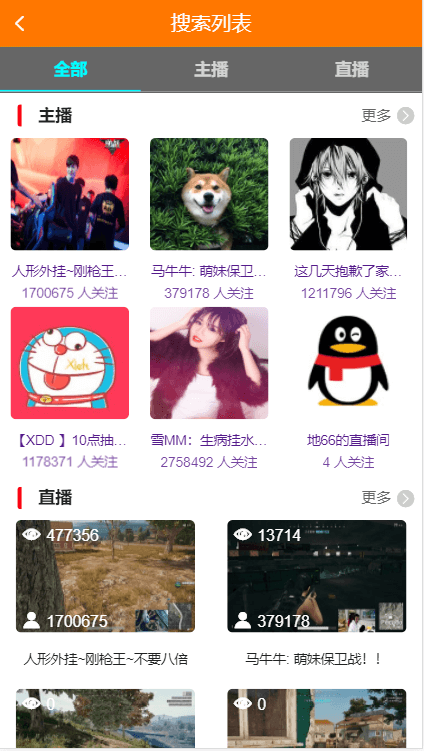 搜索列表
全部 主播 直播
主播 更多
人形外挂~刚枪王... 马牛牛: 萌妹保卫... 这几天抱歉了家...
1700675 人关注 379178 人关注 1211796 人关注
Xieh
【XDD 】10点抽... 雪MM：生病挂水... 地66的直播间
1178371 人关注 2758492 人关注 4 人关注
直播 更多
477356 13714
1700675 379178
人形外挂~刚枪王~不要八倍 马牛牛: 萌妹保卫战！！
0 0